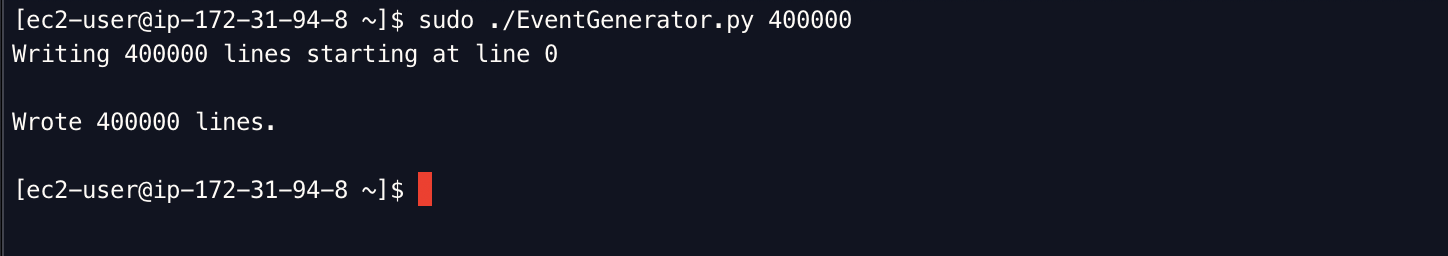 [ec2-user@ip-172-31-94-8 ~]$ sudo ./EventGenerator.py 400000
Writing 400000 lines starting at line 0
Wrote 400000 lines.
[ec2-user@ip-172-31-94-8 ~]$